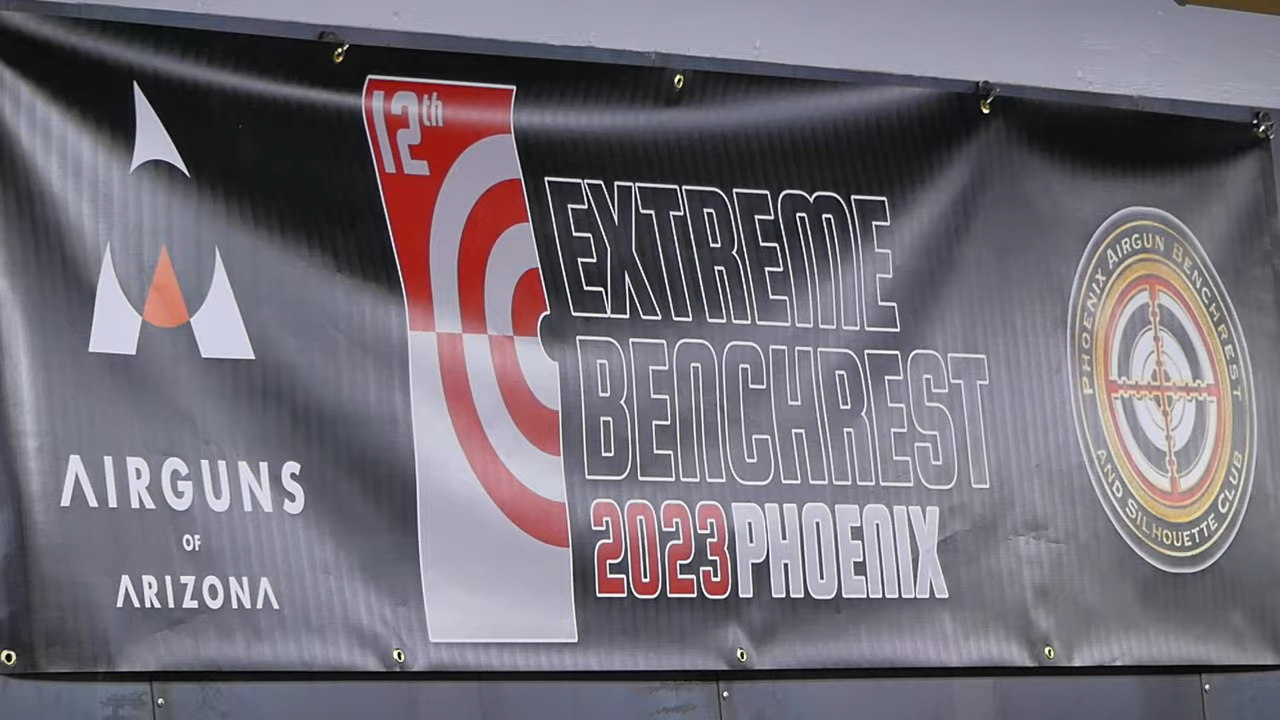 AIRGUNS
OF
ARIZONA
12th
EXTREME
BENCHREST
2023 PHOENIX
PHOENIX AIRGUN BENCHREST
AND SILHOUETTE CLUB